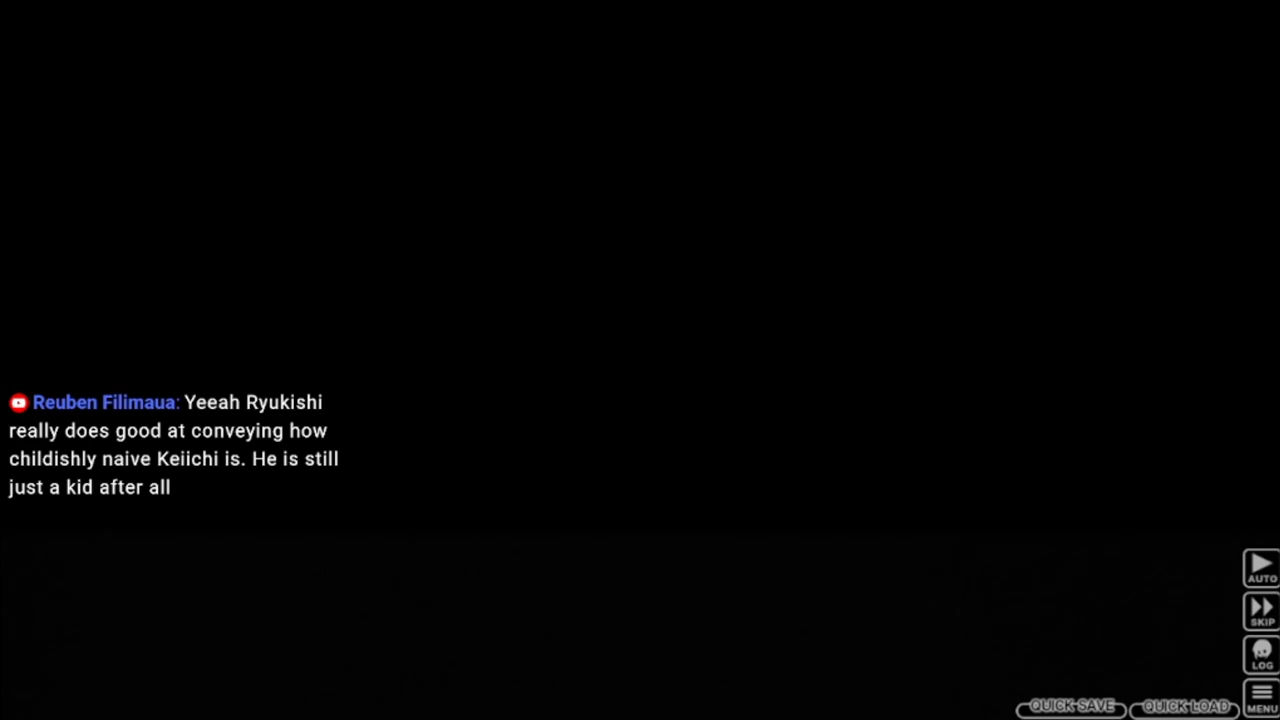 Reuben Filimaua: Yeeah Ryukishi
really does good at conveying how
childishly naive Keiichi is. He is still
just a kid after all
AUTO
SKIP
LOG
MENU
QUICK SAVE QUICK LOAD